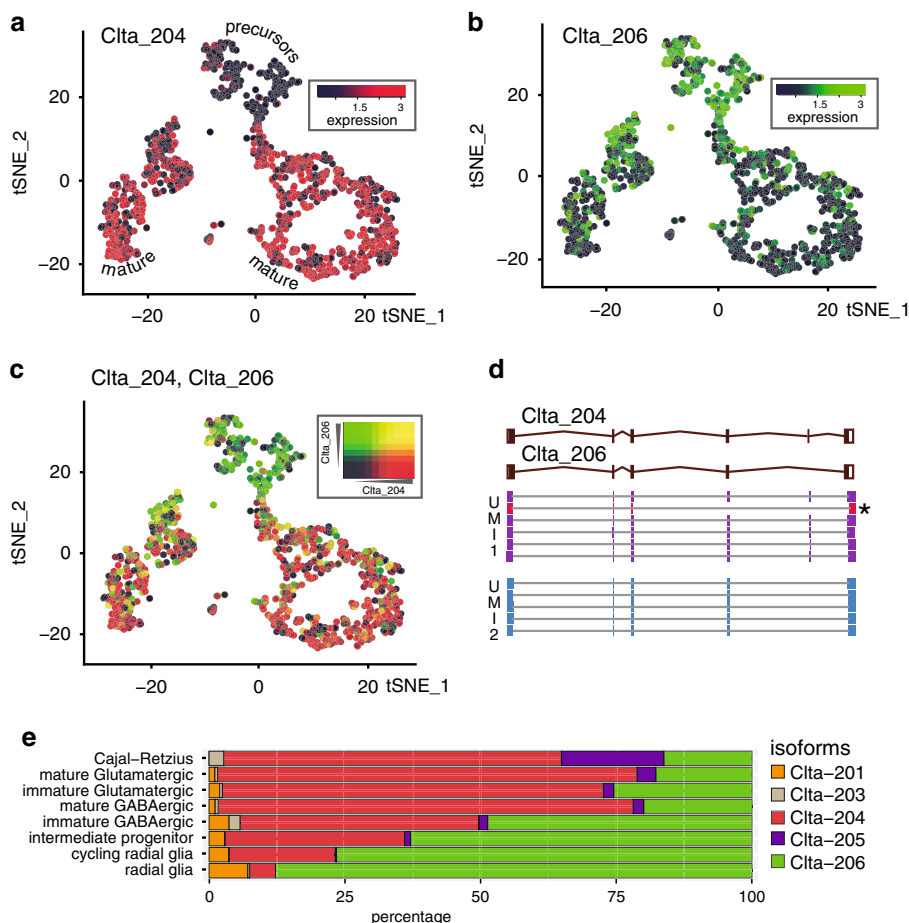 a
Clta_204
precursors
mature
mature
1.5 3
expression
20
0
−20
tSNE_2
−20 0 20 tSNE_1
b
Clta_206
1.5 3
expression
20
0
−20
tSNE_2
−20 0 20 tSNE_1
c
Clta_204, Clta_206
Clta_206
Clta_204
20
0
−20
tSNE_2
−20 0 20 tSNE_1
d
Clta_204
Clta_206
U
M
I
1
*
U
M
I
2
e
Cajal−Retzius
mature Glutamatergic
immature Glutamatergic
mature GABAergic
immature GABAergic
intermediate progenitor
cycling radial glia
radial glia
0 25 50 75 100
percentage
isoforms
Clta−201
Clta−203
Clta−204
Clta−205
Clta−206